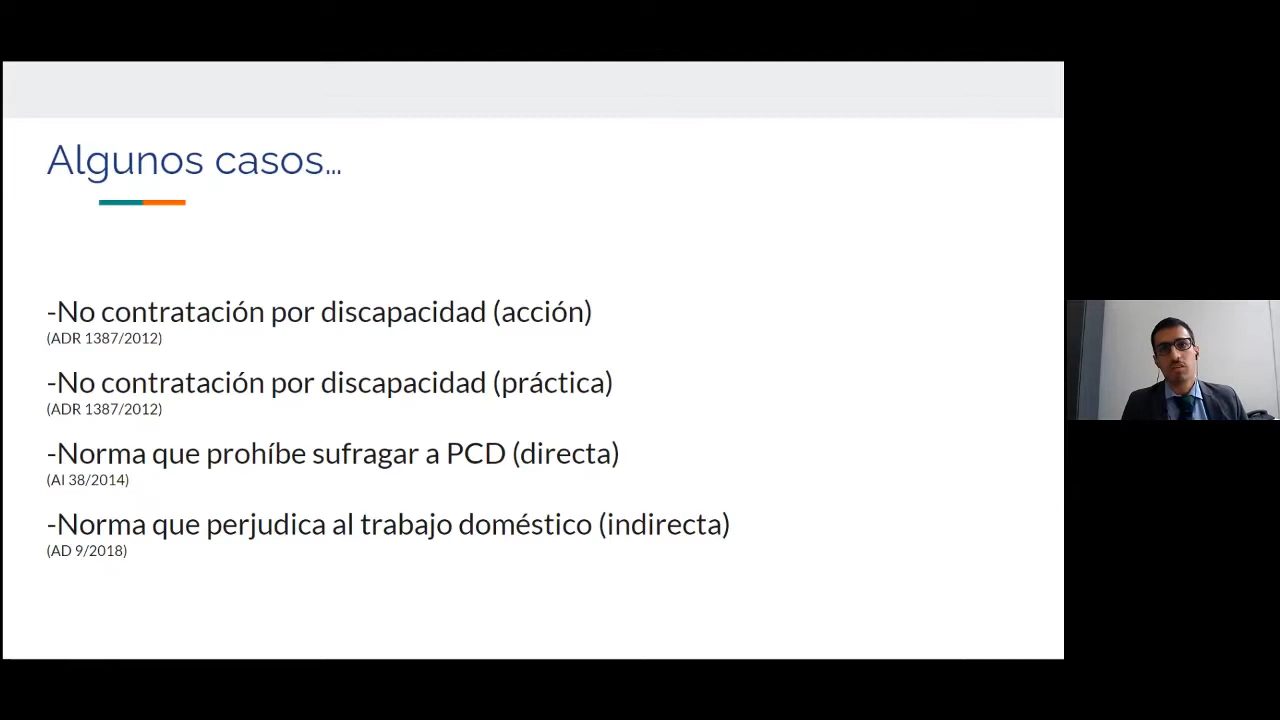 Algunos casos...
-No contratación por discapacidad (acción)
(ADR 1387/2012)
-No contratación por discapacidad (práctica)
(ADR 1387/2012)
-Norma que prohíbe sufragar a PCD (directa)
(AI 38/2014)
-Norma que perjudica al trabajo doméstico (indirecta)
(AD 9/2018)